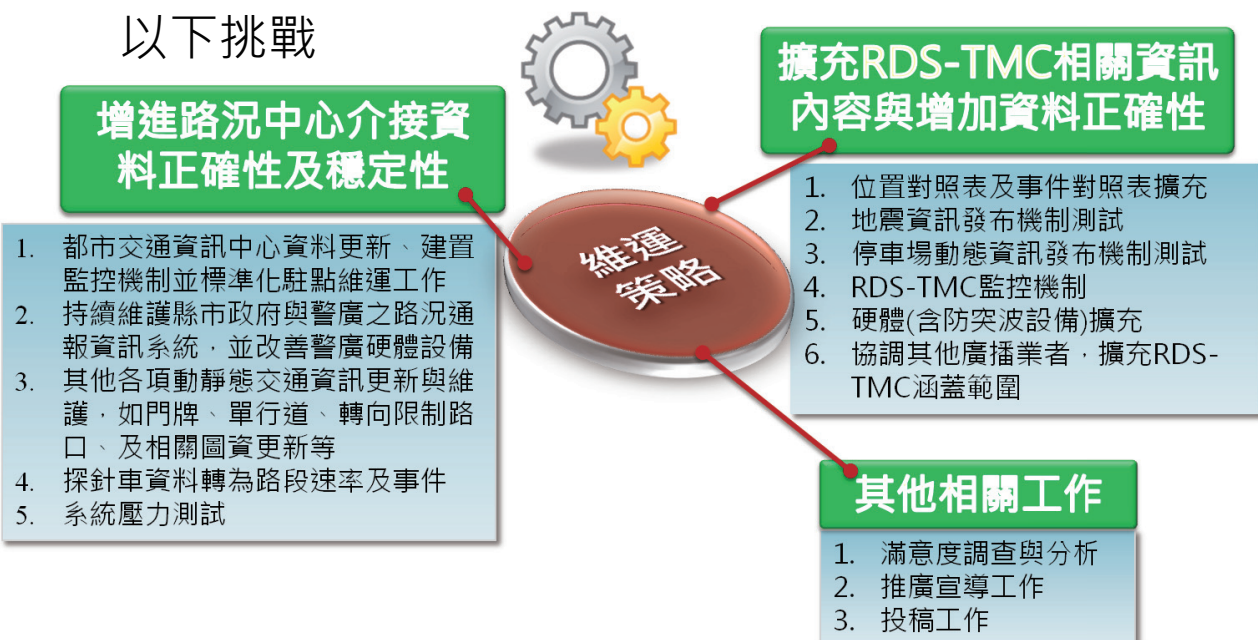 以下挑戰
增進路況中心介接資
料正確性及穩定性
1. 都市交通資訊中心資料更新、建置
監控機制並標準化駐點維運工作
2. 持續維護縣市政府與警廣之路況通
報資訊系統，並改善警廣硬體設備
3. 其他各項動靜態交通資訊更新與維
護，如門牌、單行道、轉向限制路
口、及相關圖資更新等
4. 探針車資料轉為路段速率及事件
5. 系統壓力測試
維運
策略
擴充RDS-TMC相關資訊
內容與增加資料正確性
1. 位置對照表及事件對照表擴充
2. 地震資訊發布機制測試
3. 停車場動態資訊發布機制測試
4. RDS-TMC監控機制
5. 硬體(含防突波設備)擴充
6. 協調其他廣播業者，擴充RDS-
TMC涵蓋範圍
其他相關工作
1. 滿意度調查與分析
2. 推廣宣導工作
3. 投稿工作